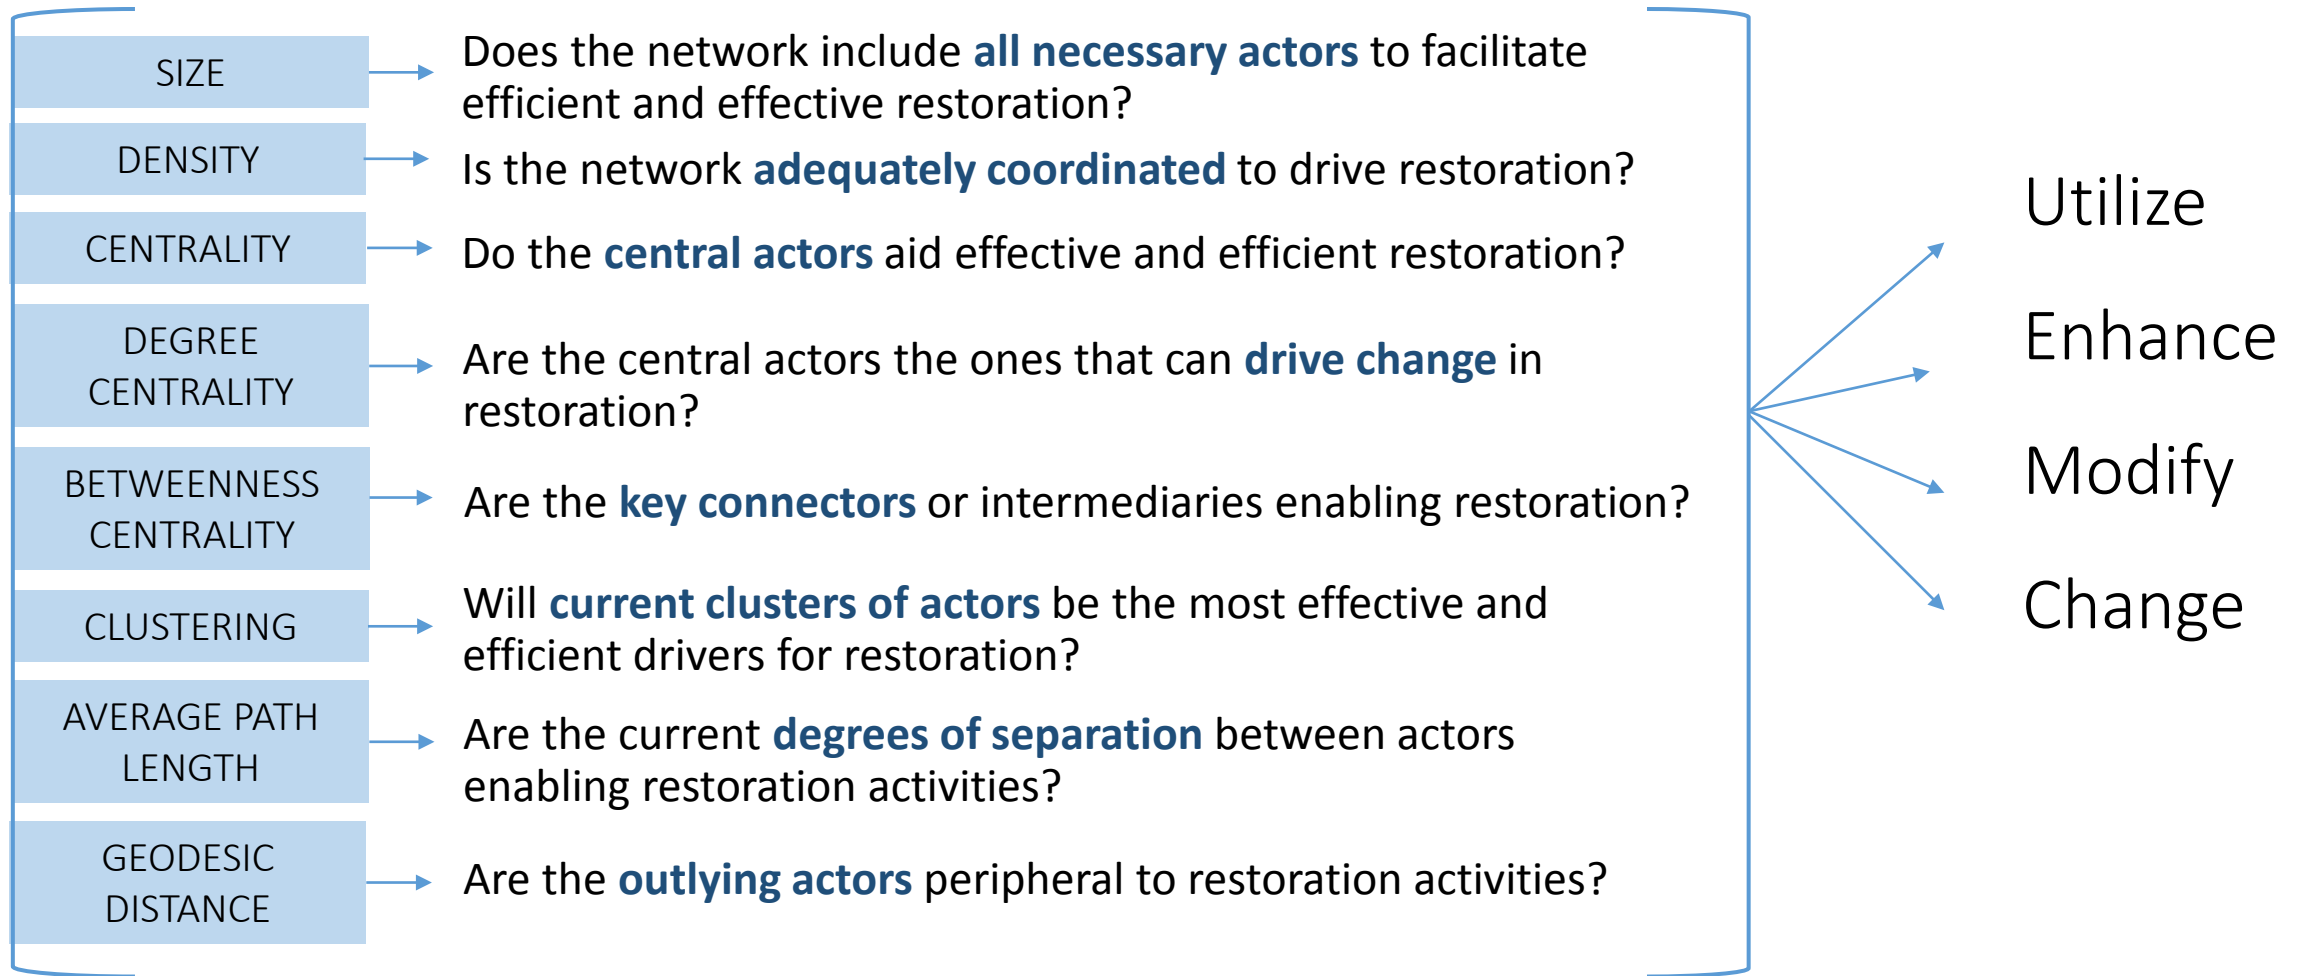 SIZE
Does the network include all necessary actors to facilitate
efficient and effective restoration?
DENSITY
Is the network adequately coordinated to drive restoration?
CENTRALITY
Do the central actors aid effective and efficient restoration?
DEGREE
CENTRALITY
Are the central actors the ones that can drive change in
restoration?
BETWEENNESS
CENTRALITY
Are the key connectors or intermediaries enabling restoration?
CLUSTERING
Will current clusters of actors be the most effective and
efficient drivers for restoration?
AVERAGE PATH
LENGTH
Are the current degrees of separation between actors
enabling restoration activities?
GEODESIC
DISTANCE
Are the outlying actors peripheral to restoration activities?
Utilize
Enhance
Modify
Change